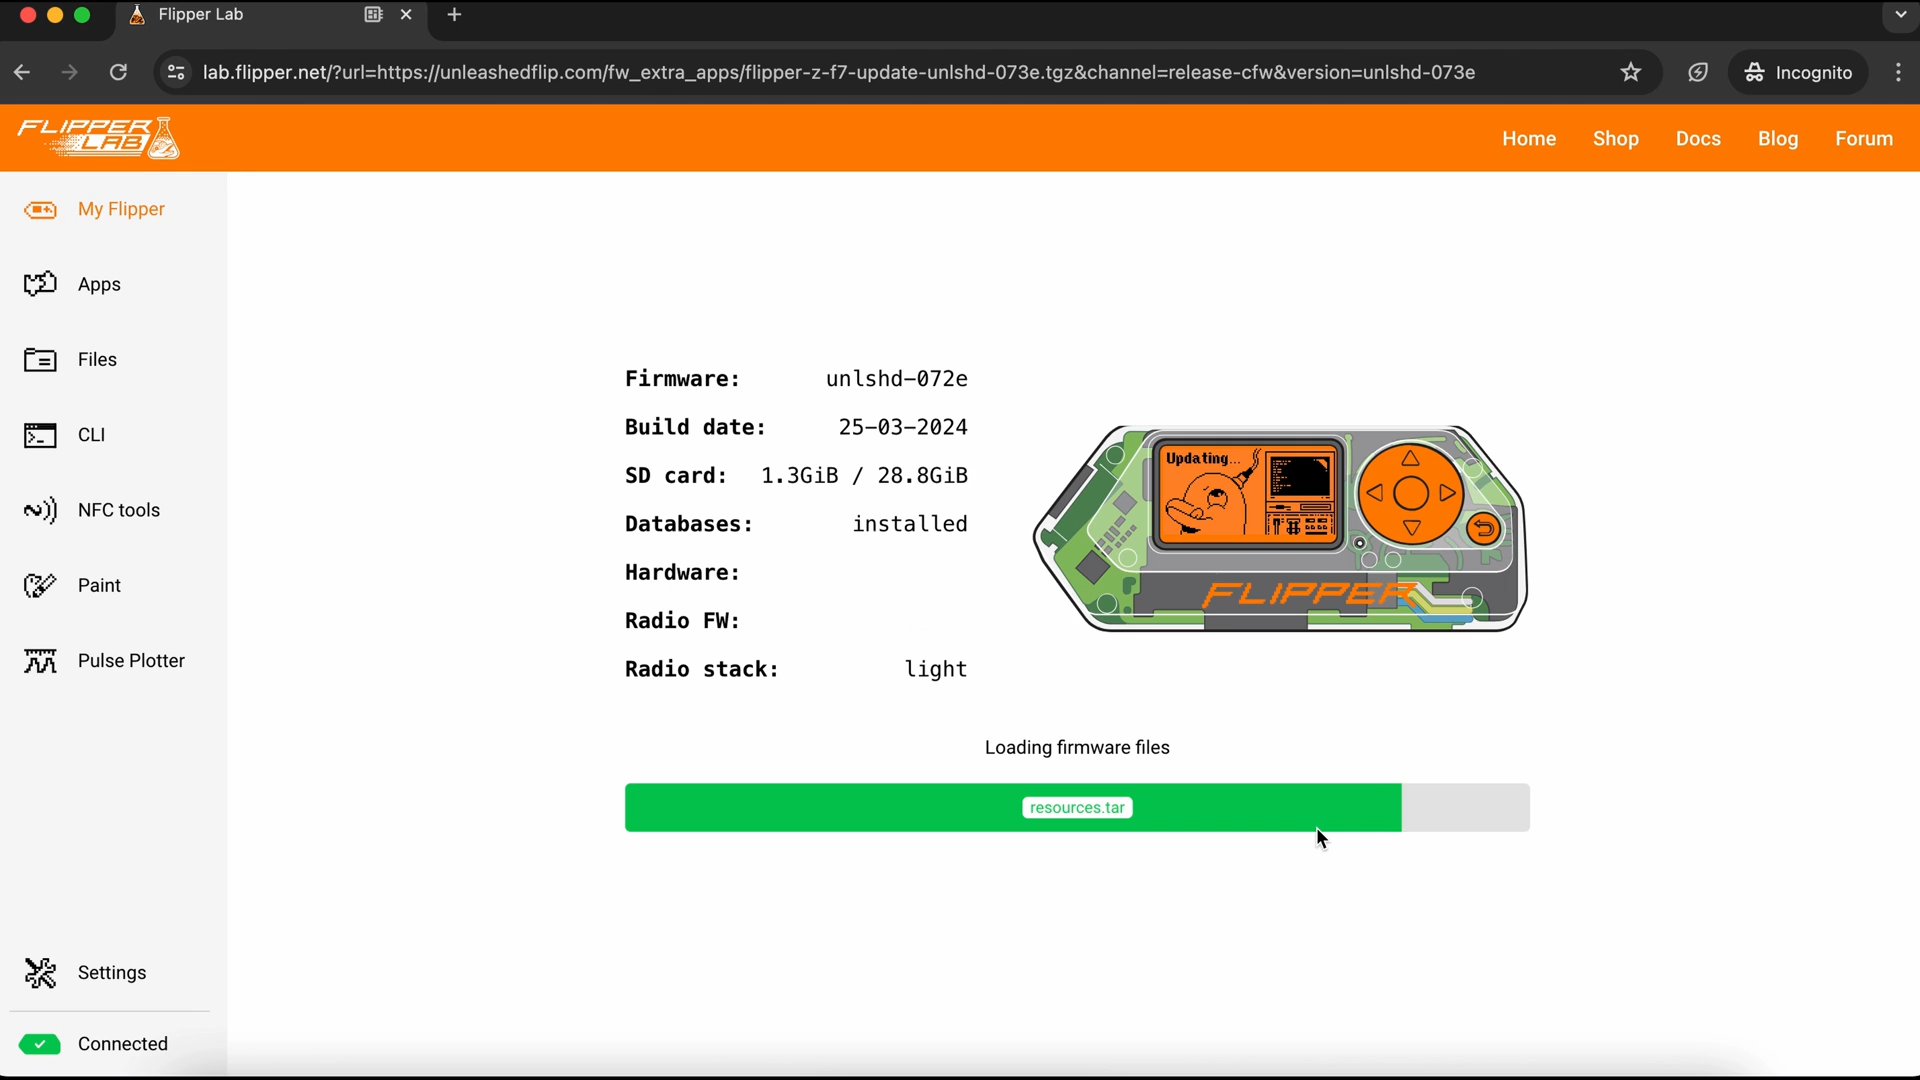 Flipper Lab
lab.flipper.net/?url=https://unleashedflip.com/fw_extra_apps/flipper-z-f7-update-unlshd-073e.tgz&channel=release-cfw&version=unlshd-073e
Incognito
FLIPPER
LAB
Home
Shop
Docs
Blog
Forum
My Flipper
Apps
Files
CLI
NFC tools
Paint
Pulse Plotter
Settings
Connected
Firmware: unlshd-072e
Build date: 25-03-2024
SD card: 1.3GiB / 28.8GiB
Databases: installed
Hardware:
Radio FW:
Radio stack: light
Updating...
FLIPPER
Loading firmware files
resources.tar